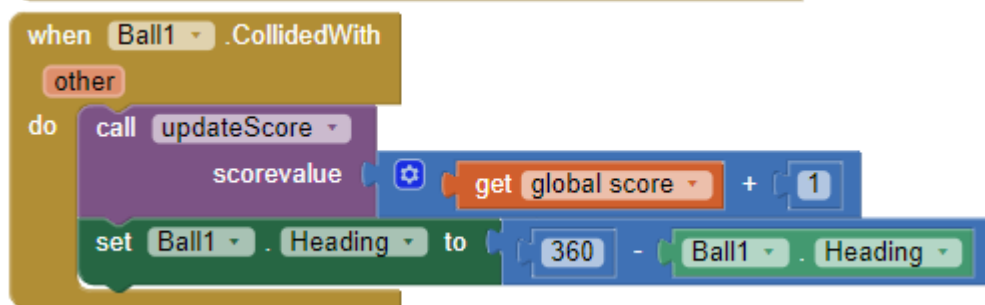 when Ball1 .CollidedWith
other
do call updateScore
scorevalue get global score + 1
set Ball1 . Heading to 360 - Ball1 . Heading